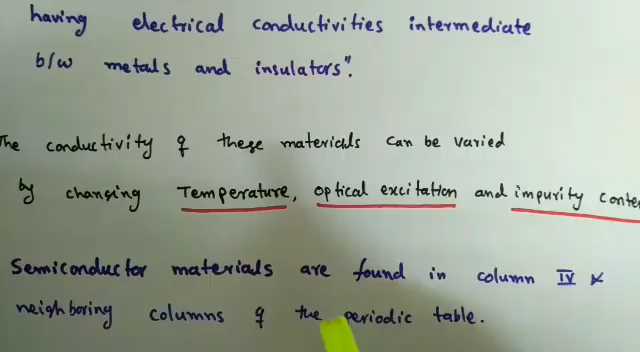 having electrical conductivities intermediate
b/w metals and insulators".
The conductivity of these materials can be varied
by changing Temperature, optical excitation and impurity conte
Semiconductor materials are found in column IV &
neighboring columns of the periodic table.